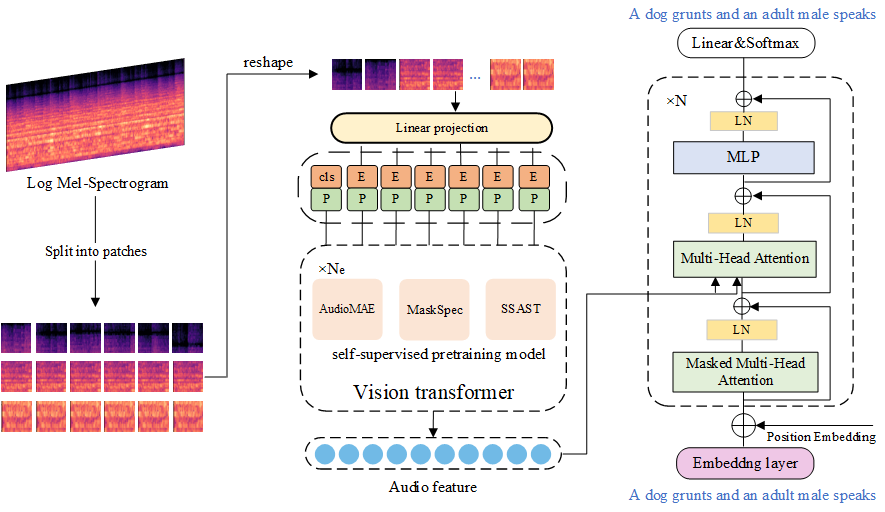 A dog grunts and an adult male speaks
Linear&Softmax
×N
LN
MLP
LN
Multi-Head Attention
LN
Masked Multi-Head
Attention
Position Embedding
Embeddng layer
A dog grunts and an adult male speaks
reshape
...
Linear projection
cls E E E E E E
P P P P P P P
×Ne
AudioMAE MaskSpec SSAST
self-supervised pretraining model
Vision transformer
Audio feature
Log Mel-Spectrogram
Split into patches